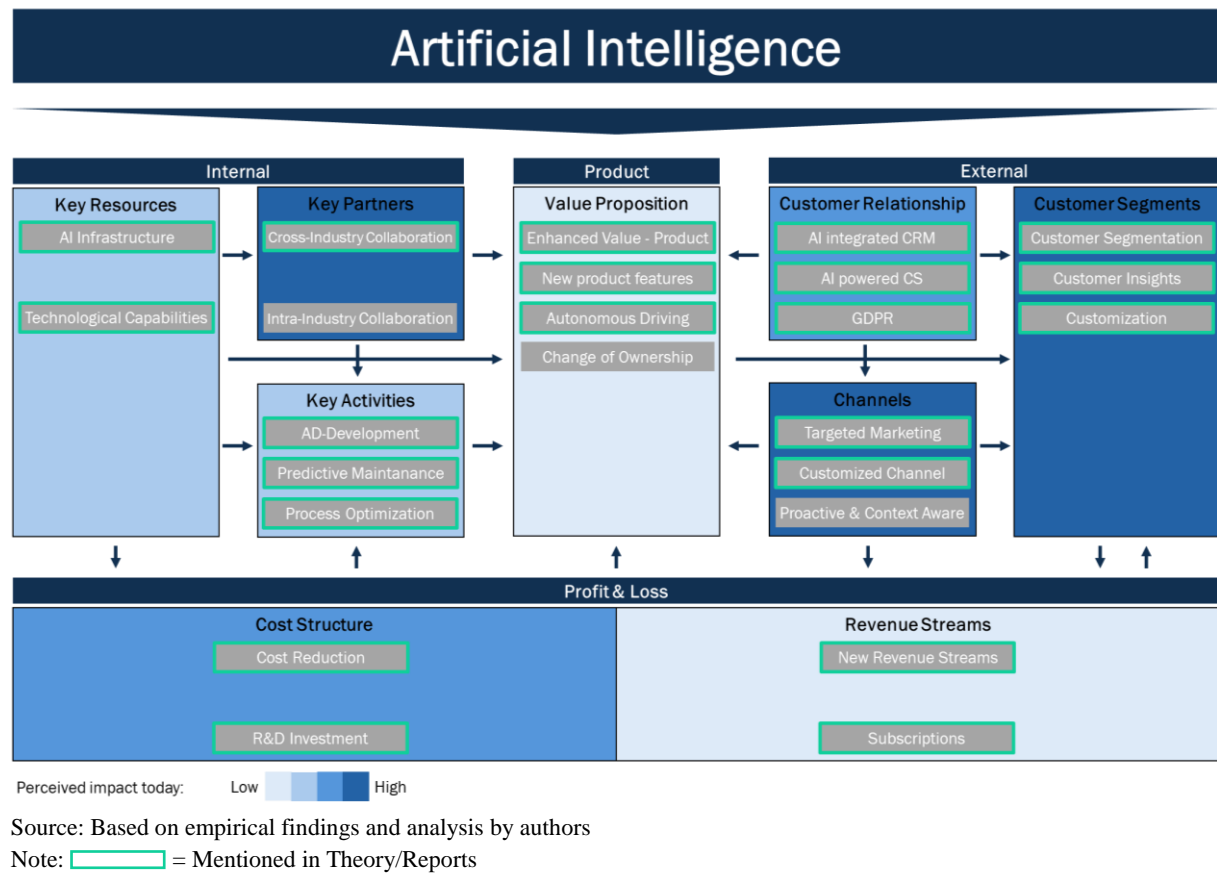 Artificial Intelligence
Internal
Product
External
Key Resources
AI Infrastructure
Technological Capabilities
Key Partners
Cross-Industry Collaboration
Intra-Industry Collaboration
Key Activities
AD-Development
Predictive Maintanance
Process Optimization
Value Proposition
Enhanced Value - Product
New product features
Autonomous Driving
Change of Ownership
Customer Relationship
AI integrated CRM
AI powered CS
GDPR
Channels
Targeted Marketing
Customized Channel
Proactive & Context Aware
Customer Segments
Customer Segmentation
Customer Insights
Customization
Profit & Loss
Cost Structure
Cost Reduction
R&D Investment
Revenue Streams
New Revenue Streams
Subscriptions
Perceived impact today: Low High
Source: Based on empirical findings and analysis by authors
Note: = Mentioned in Theory/Reports